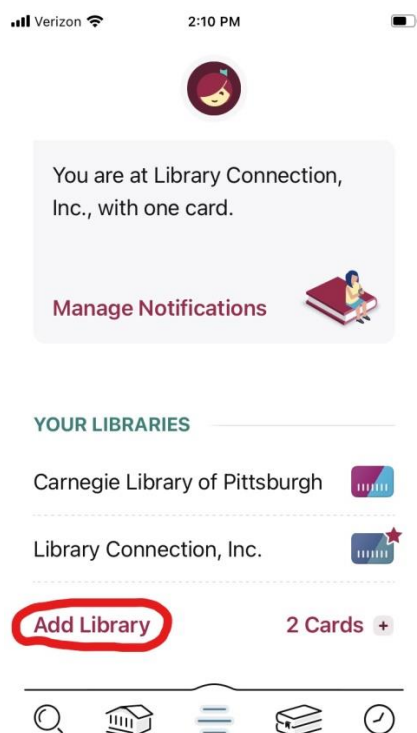 Verizon 2:10 PM
You are at Library Connection,
Inc., with one card.
Manage Notifications
YOUR LIBRARIES
Carnegie Library of Pittsburgh
Library Connection, Inc.
Add Library 2 Cards +